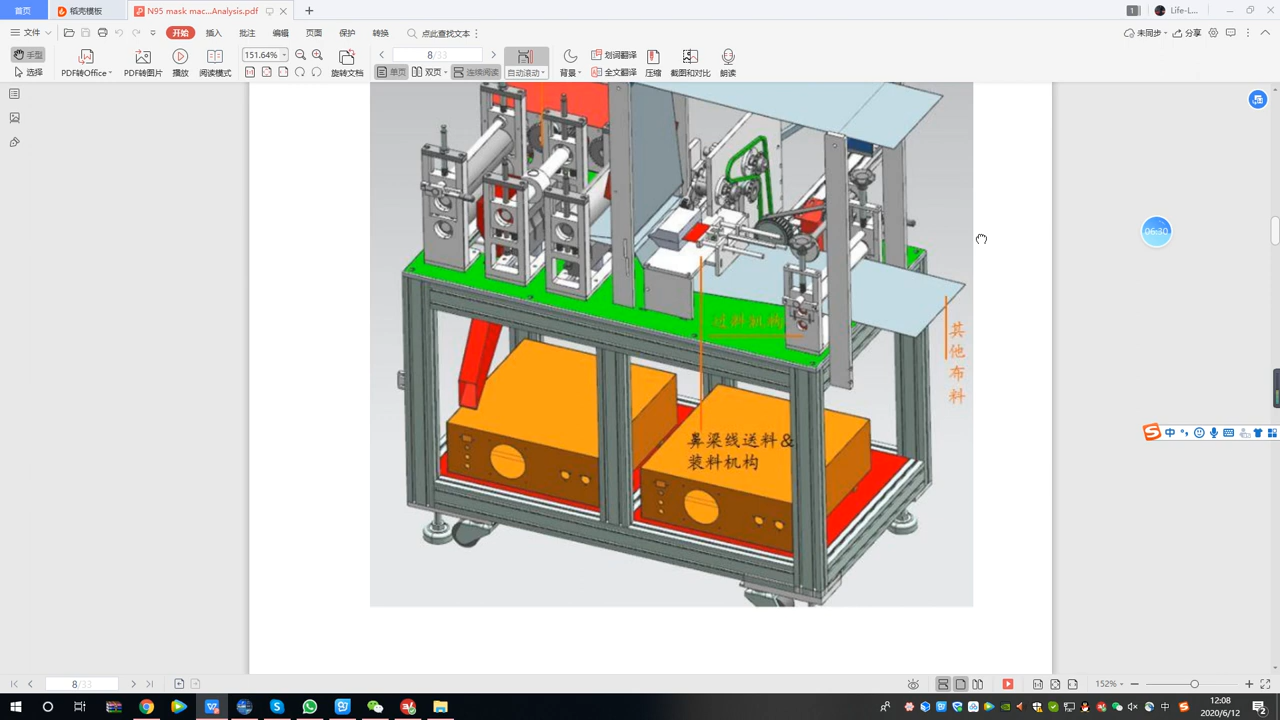 首页
稻壳模板
N95 mask mac...Analysis.pdf
1
Life-L...
文件
开始
插入
批注
编辑
页面
保护
转换
点此查找文本
未同步
分享
手型
选择
PDF转Office
PDF转图片
播放
阅读模式
151.64%
旋转文档
8/33
单页
双页
连续阅读
自动滚动
背景
划词翻译
全文翻译
压缩
截图和对比
朗读
06:30
过料机构
其他布料
鼻梁线送料&
装料机构
中
8/33
152%
12:08
2020/6/12
中
2